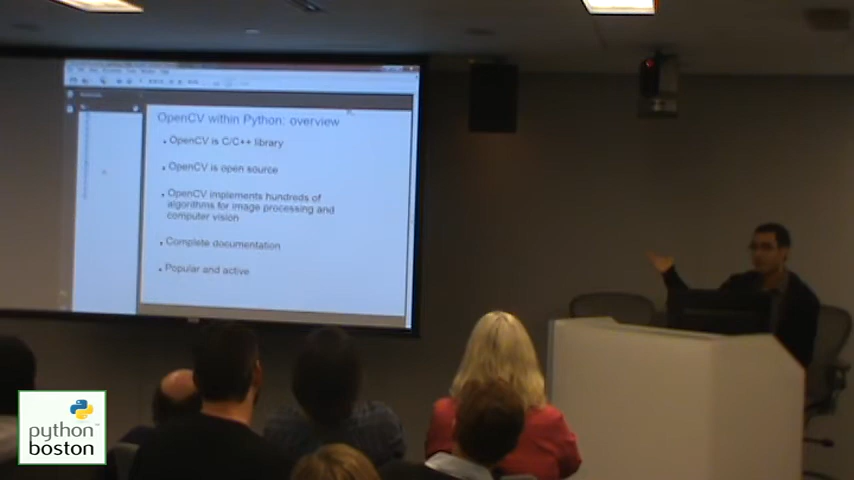 OpenCV within Python: overview
OpenCV is C/C++ library
OpenCV is open source
OpenCV implements hundreds of
algorithms for image processing and
computer vision
Complete documentation
Popular and active
python™
boston